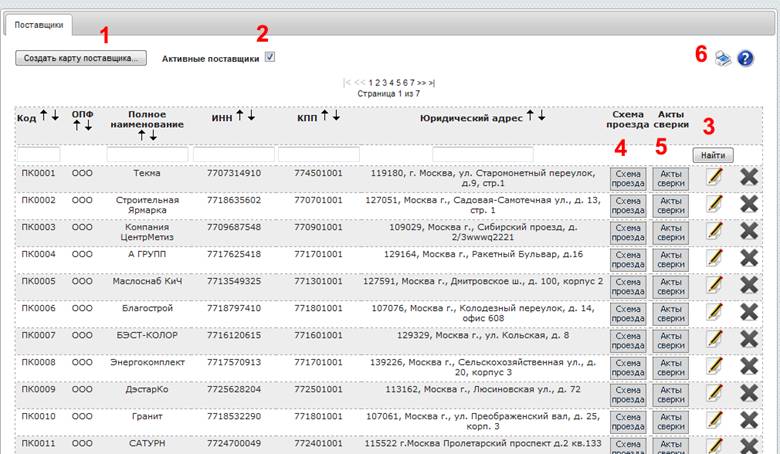 Поставщики
1
2
6
Создать карту поставщика...
Активные поставщики
|< << 1 2 3 4 5 6 7 >> >|
Страница 1 из 7
Код
ОПФ
Полное наименование
ИНН
КПП
Юридический адрес
Схема проезда
Акты сверки
3
4
5
Найти
ПК0001 ООО Текма 7707314910 774501001 119180, г. Москва, ул. Старомонетный переулок, Схема Акты
д.9, стр.1 проезда сверки
ПК0002 ООО Строительная 7718635602 770701001 127051, Москва г., Садовая-Самотечная ул., д. 13, Схема Акты
Ярмарка стр. 1 проезда сверки
ПК0003 ООО Компания 7709687548 770901001 109029, Москва г., Сибирский проезд, д. Схема Акты
ЦентрМетиз 2/3wwwq2221 проезда сверки
ПК0004 ООО А ГРУПП 7717625418 771701001 129164, Москва г., Ракетный Бульвар, д.16 Схема Акты
проезда сверки
ПК0005 ООО Маслоснаб КиЧ 7713549325 771301001 127591, Москва г., Дмитровское ш., д. 100, корпус 2 Схема Акты
проезда сверки
ПК0006 ООО Благострой 7718797410 771801001 107076, Москва г., Колодезный переулок, д. 14, Схема Акты
офис 608 проезда сверки
ПК0007 ООО БЭСТ-КОЛОР 7716120615 771601001 129329, Москва г., ул. Кольская, д. 8 Схема Акты
проезда сверки
ПК0008 ООО Энергокомплект 7717570913 771701001 139226, Москва г., Сельскохозяйственная ул., д. Схема Акты
20, корпус 3 проезда сверки
ПК0009 ООО ДэстарКо 7725628204 772501001 113162, Москва г., Люсиновская ул., д. 72 Схема Акты
проезда сверки
ПК0010 ООО Гранит 7718532290 771801001 107061, Москва г., ул. Преображенский вал, д. 25, Схема Акты
корп. 3 проезда сверки
ПК0011 ООО САТУРН 7724700049 772401001 115522 г.Москва Пролетарский проспект д.2 кв.133 Схема Акты